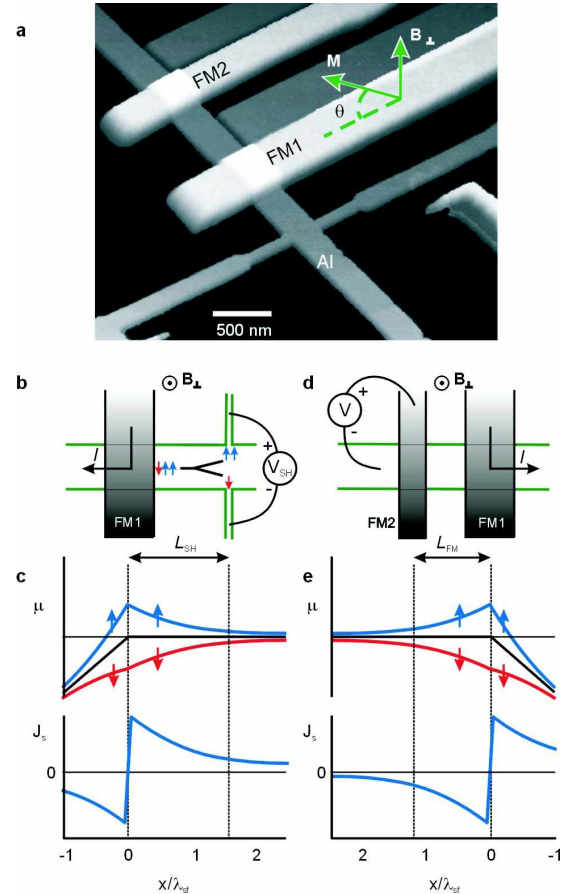 a
FM2
FM1
M
B⊥
θ
Al
500 nm
b
B⊥
I
FM1
+
V_SH
-
d
V
+
-
B⊥
I
FM2
FM1
c
L_SH
μ
J_s
0
-1 0 1 2
x/λ_sf
e
L_FM
μ
J_s
0
2 1 0 -1
x/λ_sf